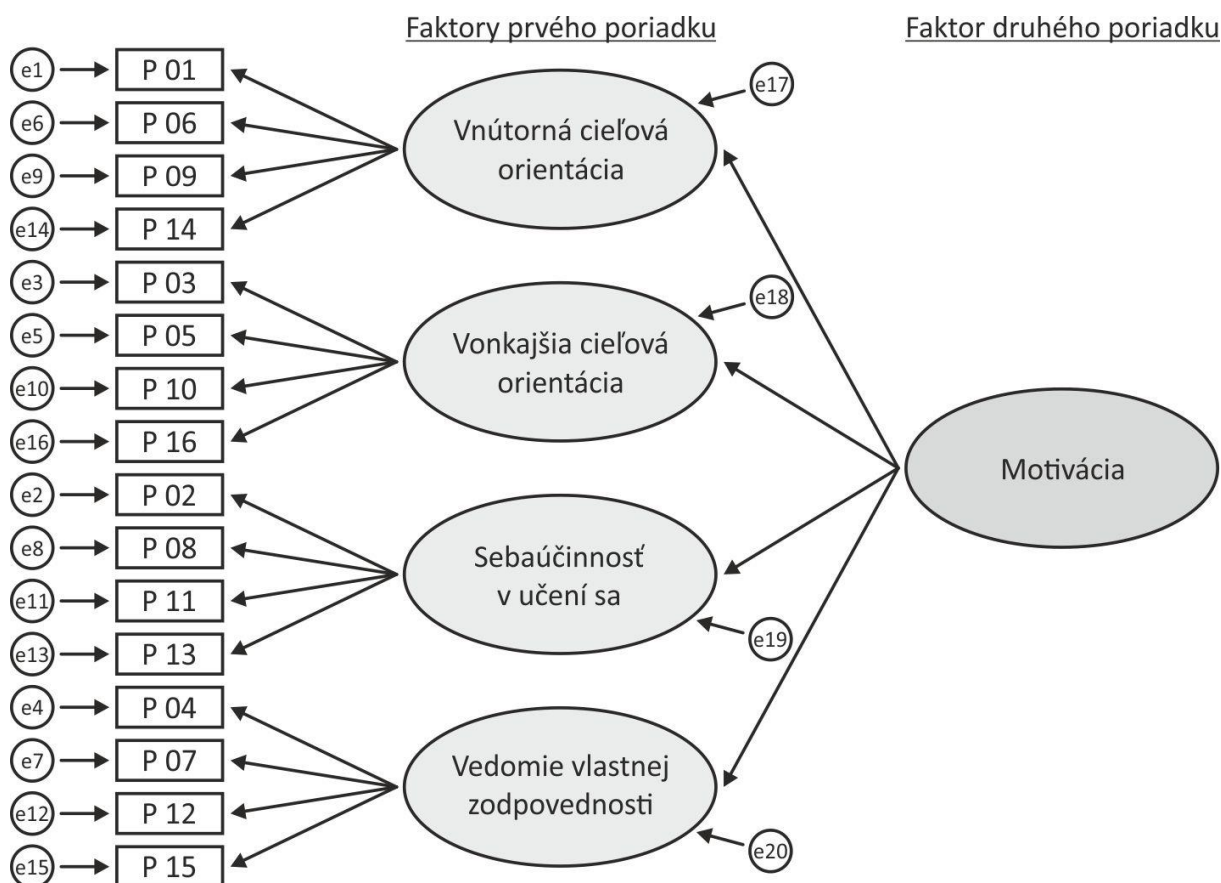 Faktory prvého poriadku
Faktor druhého poriadku
e1
P 01
e6
P 06
e9
P 09
e14
P 14
e3
P 03
e5
P 05
e10
P 10
e16
P 16
e2
P 02
e8
P 08
e11
P 11
e13
P 13
e4
P 04
e7
P 07
e12
P 12
e15
P 15
Vnútorná cieľová
orientácia
e17
Vonkajšia cieľová
orientácia
e18
Sebaúčinnosť
v učení sa
e19
Vedomie vlastnej
zodpovednosti
e20
Motivácia